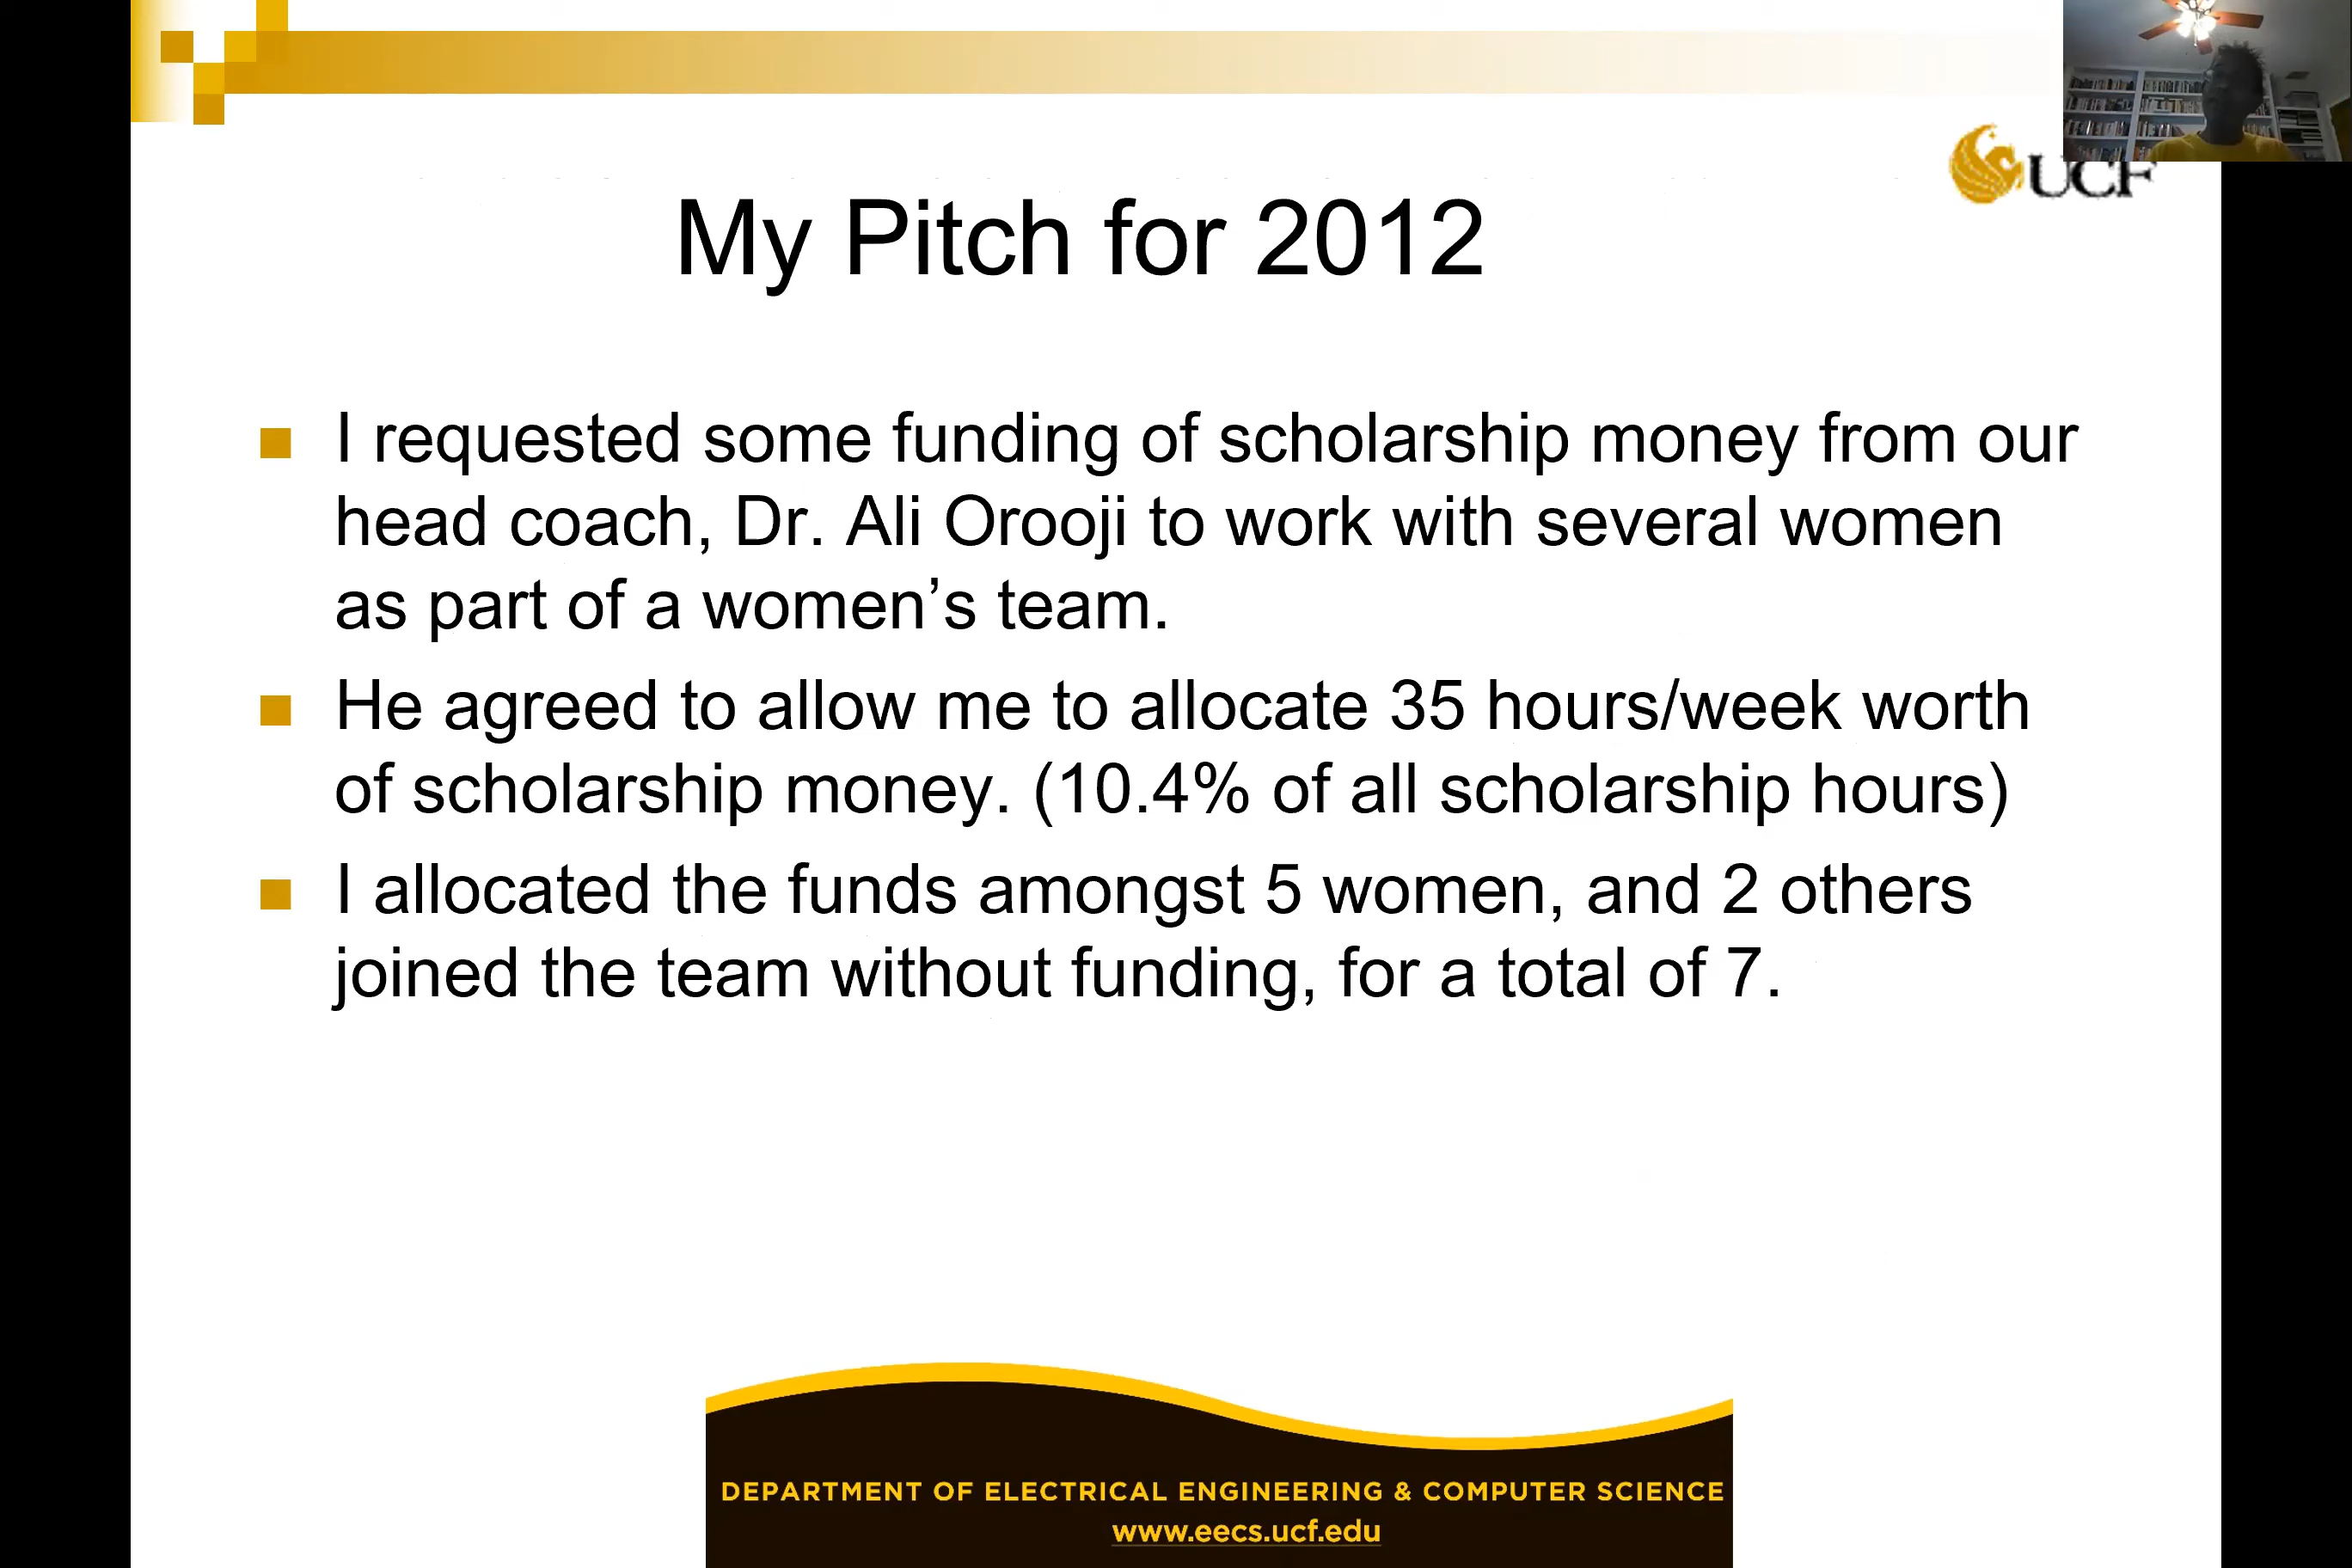 UCF
My Pitch for 2012
I requested some funding of scholarship money from our
head coach, Dr. Ali Orooji to work with several women
as part of a women’s team.
He agreed to allow me to allocate 35 hours/week worth
of scholarship money. (10.4% of all scholarship hours)
I allocated the funds amongst 5 women, and 2 others
joined the team without funding, for a total of 7.
DEPARTMENT OF ELECTRICAL ENGINEERING & COMPUTER SCIENCE
www.eecs.ucf.edu